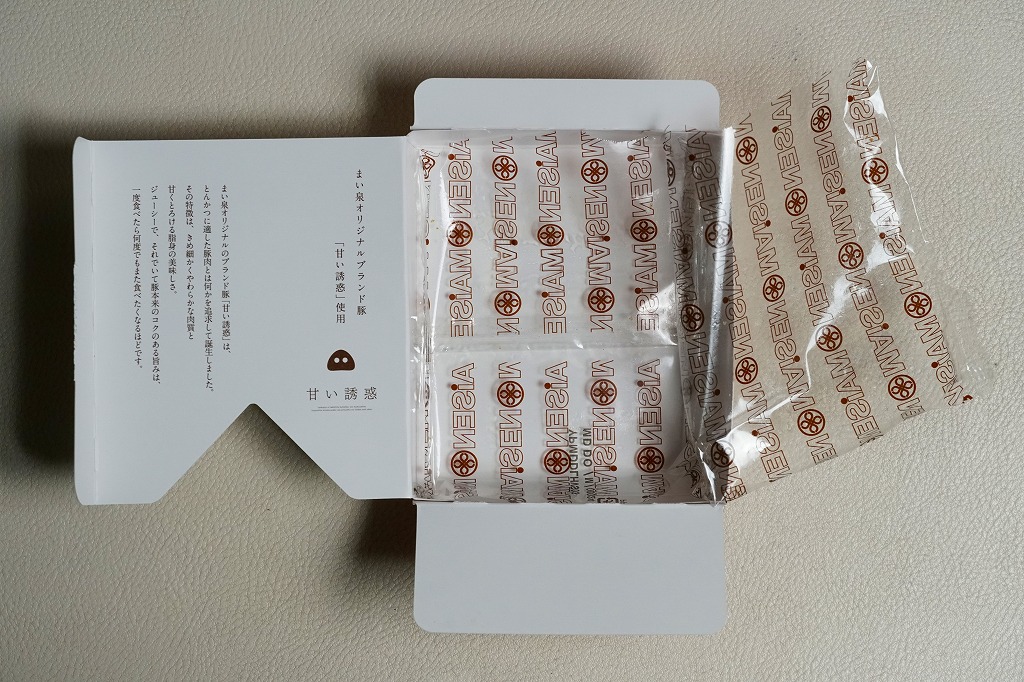 まい泉オリジナルブランド豚
「甘い誘惑」使用
まい泉オリジナルのブランド豚「甘い誘惑」は、
とんかつに適した豚肉とは何かを追求して誕生しました。
その特徴は、きめ細かくやわらかな肉質と
甘くとろける脂身の美味しさ。
ジューシーで、それでいて豚本来のコクのある旨みは、
一度食べたら何度でもまた食べたくなるほどです。
甘い誘惑
MAiSEN
MAiSEN
MAiSEN
MAiSEN